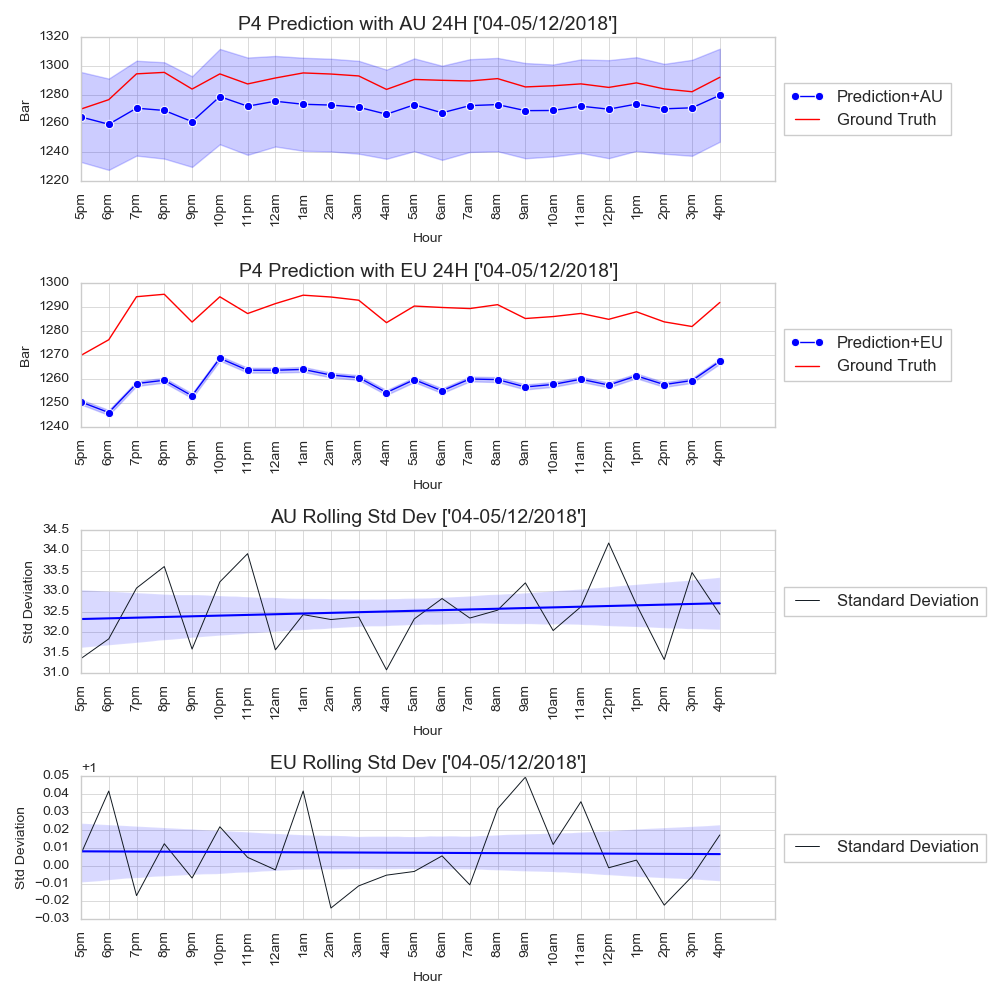 P4 Prediction with AU 24H ['04-05/12/2018']
1320
1300
1280
1260
1240
1220
Bar
5pm 6pm 7pm 8pm 9pm 10pm 11pm 12am 1am 2am 3am 4am 5am 6am 7am 8am 9am 10am 11am 12pm 1pm 2pm 3pm 4pm
Hour
Prediction+AU
Ground Truth
P4 Prediction with EU 24H ['04-05/12/2018']
1300
1290
1280
1270
1260
1250
1240
Bar
5pm 6pm 7pm 8pm 9pm 10pm 11pm 12am 1am 2am 3am 4am 5am 6am 7am 8am 9am 10am 11am 12pm 1pm 2pm 3pm 4pm
Hour
Prediction+EU
Ground Truth
AU Rolling Std Dev ['04-05/12/2018']
34.5
34.0
33.5
33.0
32.5
32.0
31.5
31.0
Std Deviation
5pm 6pm 7pm 8pm 9pm 10pm 11pm 12am 1am 2am 3am 4am 5am 6am 7am 8am 9am 10am 11am 12pm 1pm 2pm 3pm 4pm
Hour
Standard Deviation
EU Rolling Std Dev ['04-05/12/2018']
+1
0.05
0.04
0.03
0.02
0.01
0.00
−0.01
−0.02
−0.03
Std Deviation
5pm 6pm 7pm 8pm 9pm 10pm 11pm 12am 1am 2am 3am 4am 5am 6am 7am 8am 9am 10am 11am 12pm 1pm 2pm 3pm 4pm
Hour
Standard Deviation